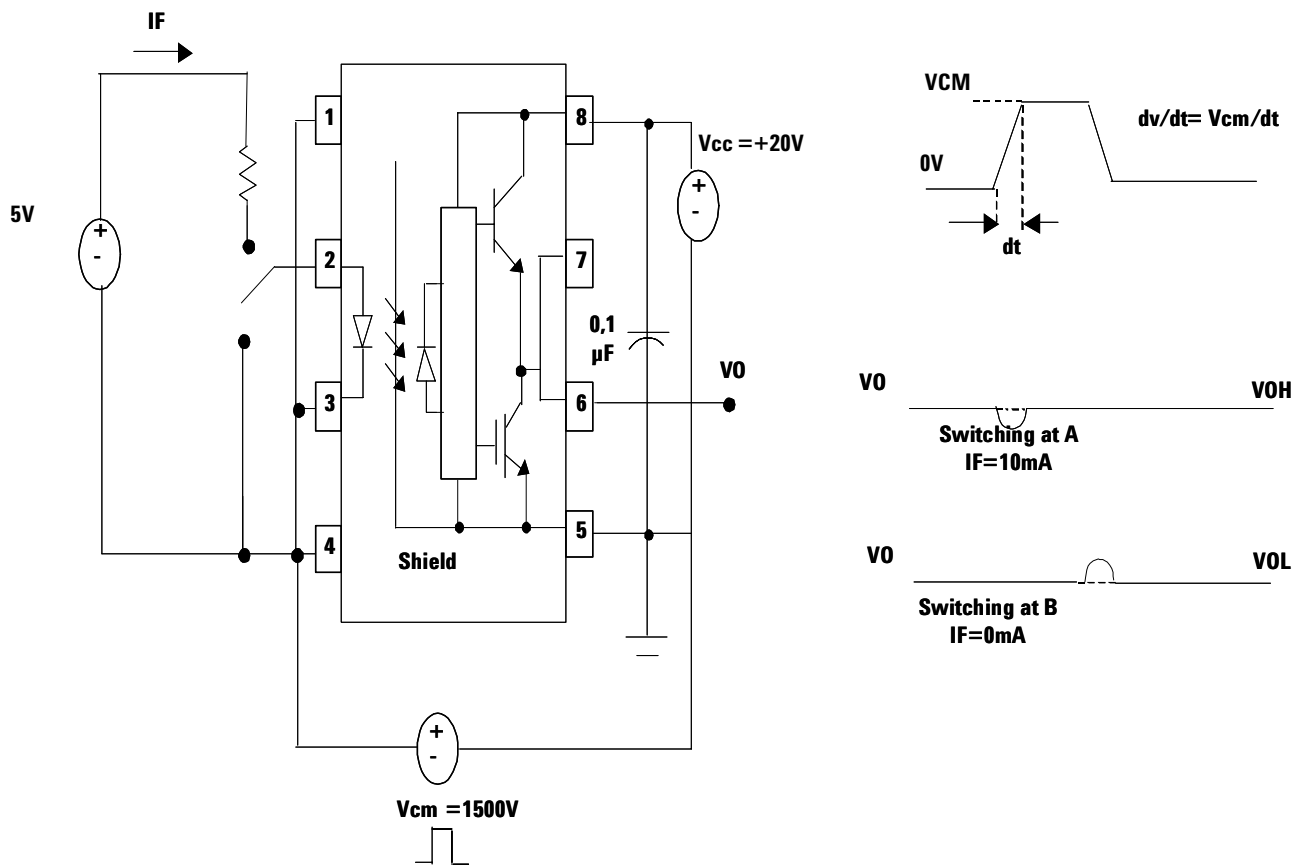 IF
5V
+
-
1
2
3
4
8
7
6
5
Shield
Vcc =+20V
+
-
0,1
µF
VO
+
-
Vcm =1500V
VCM
0V
dv/dt= Vcm/dt
dt
VO
VOH
Switching at A
IF=10mA
VO
VOL
Switching at B
IF=0mA